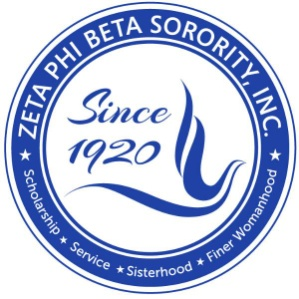 ZETA PHI BETA SORORITY, INC.
Since
1920
Scholarship ★ Service ★ Sisterhood ★ Finer Womanhood